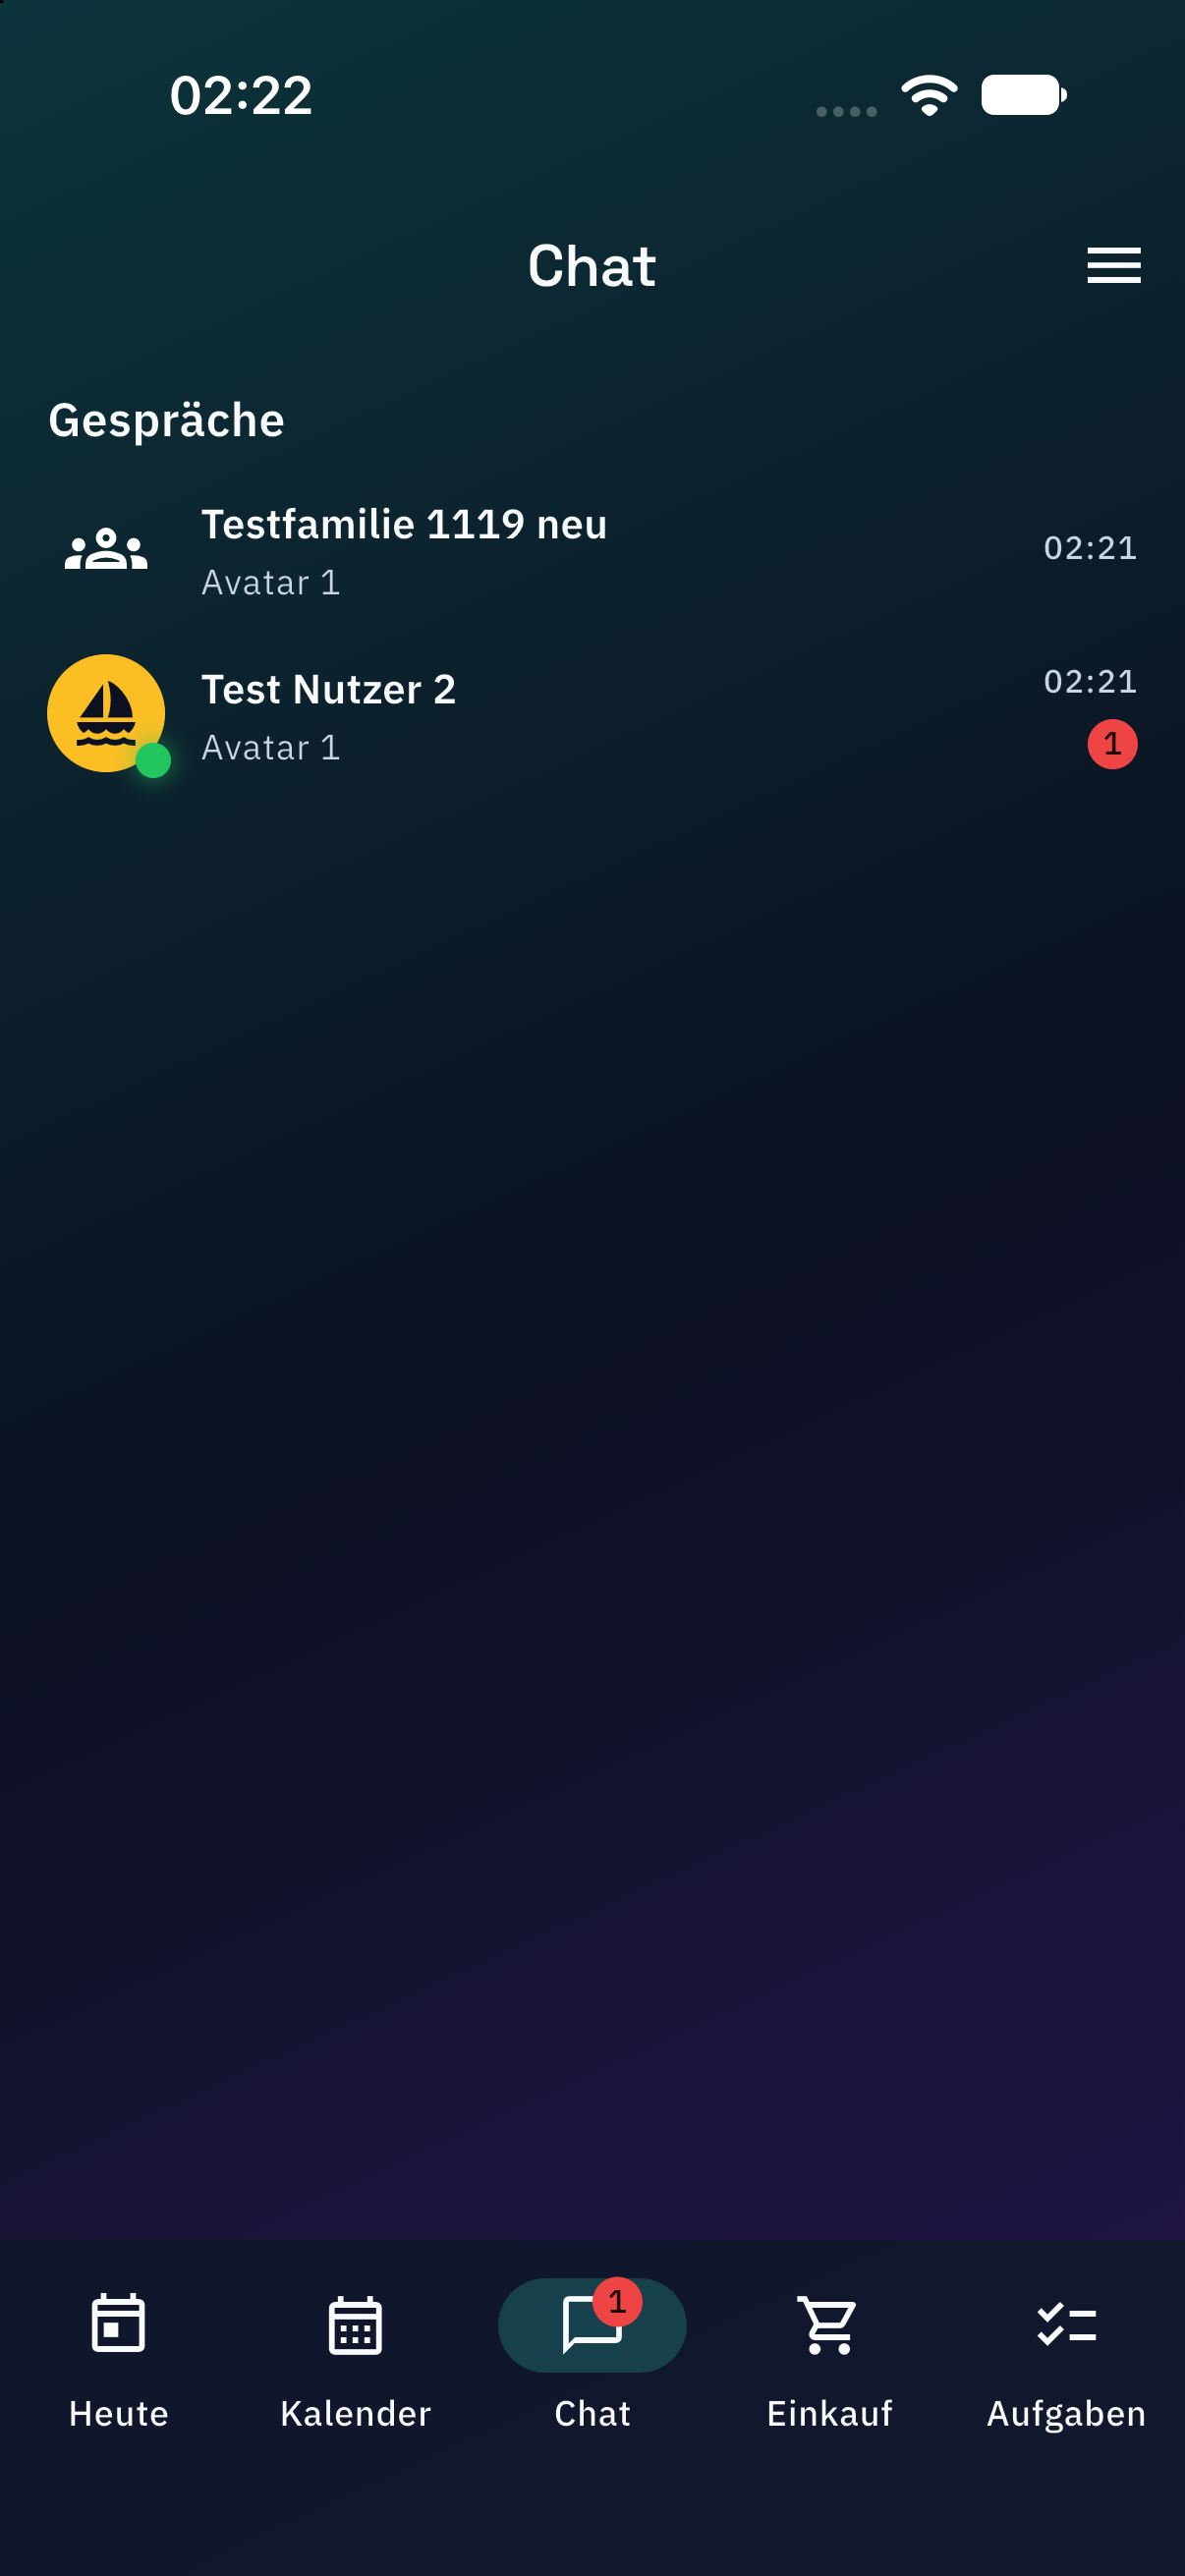 02:22
Chat
Gespräche
Testfamilie 1119 neu
Avatar 1
02:21
Test Nutzer 2
Avatar 1
02:21
1
1
Heute
Kalender
Chat
Einkauf
Aufgaben